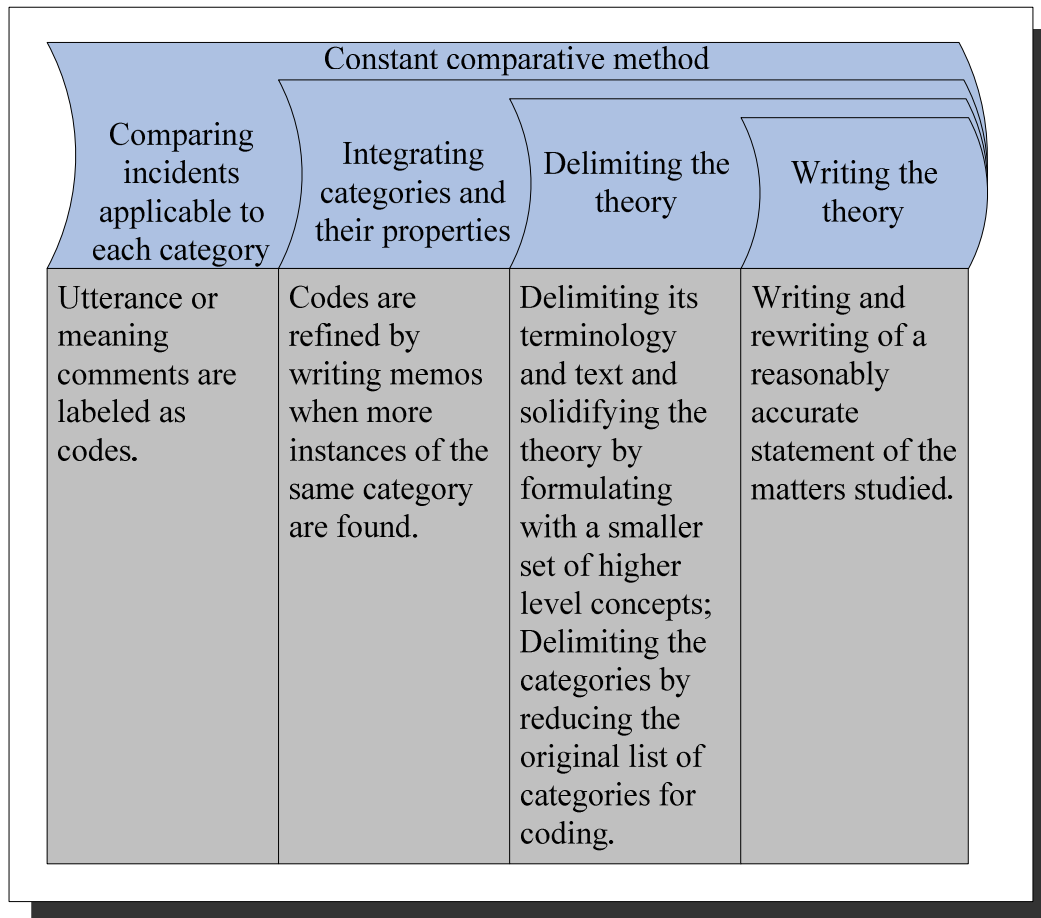 Constant comparative method
Comparing
incidents
applicable to
each category
Integrating
categories and
their properties
Delimiting the
theory
Writing the
theory
Utterance or
meaning
comments are
labeled as
codes.
Codes are
refined by
writing memos
when more
instances of the
same category
are found.
Delimiting its
terminology
and text and
solidifying the
theory by
formulating
with a smaller
set of higher
level concepts;
Delimiting the
categories by
reducing the
original list of
categories for
coding.
Writing and
rewriting of a
reasonably
accurate
statement of the
matters studied.